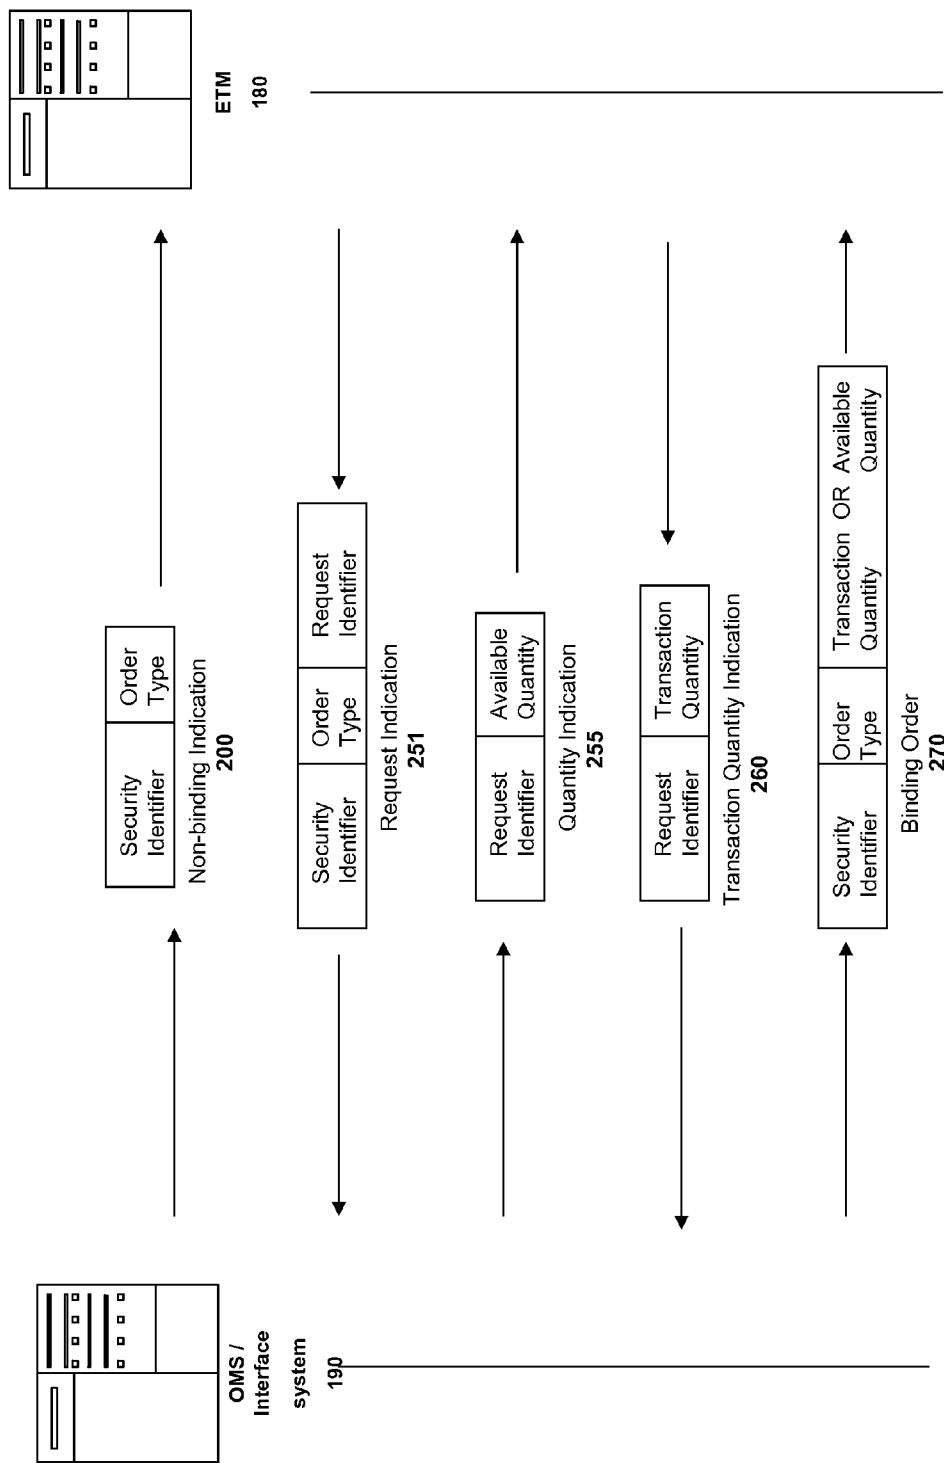 OMS /
Interface
system
190
ETM
180
Security
Identifier
Order
Type
Non-binding Indication
200
Security
Identifier
Order
Type
Request
Identifier
Request Indication
251
Request
Identifier
Available
Quantity
Quantity Indication
255
Request
Identifier
Transaction
Quantity
Transaction Quantity Indication
260
Security
Identifier
Order
Type
Transaction OR Available
Quantity Quantity
Binding Order
270